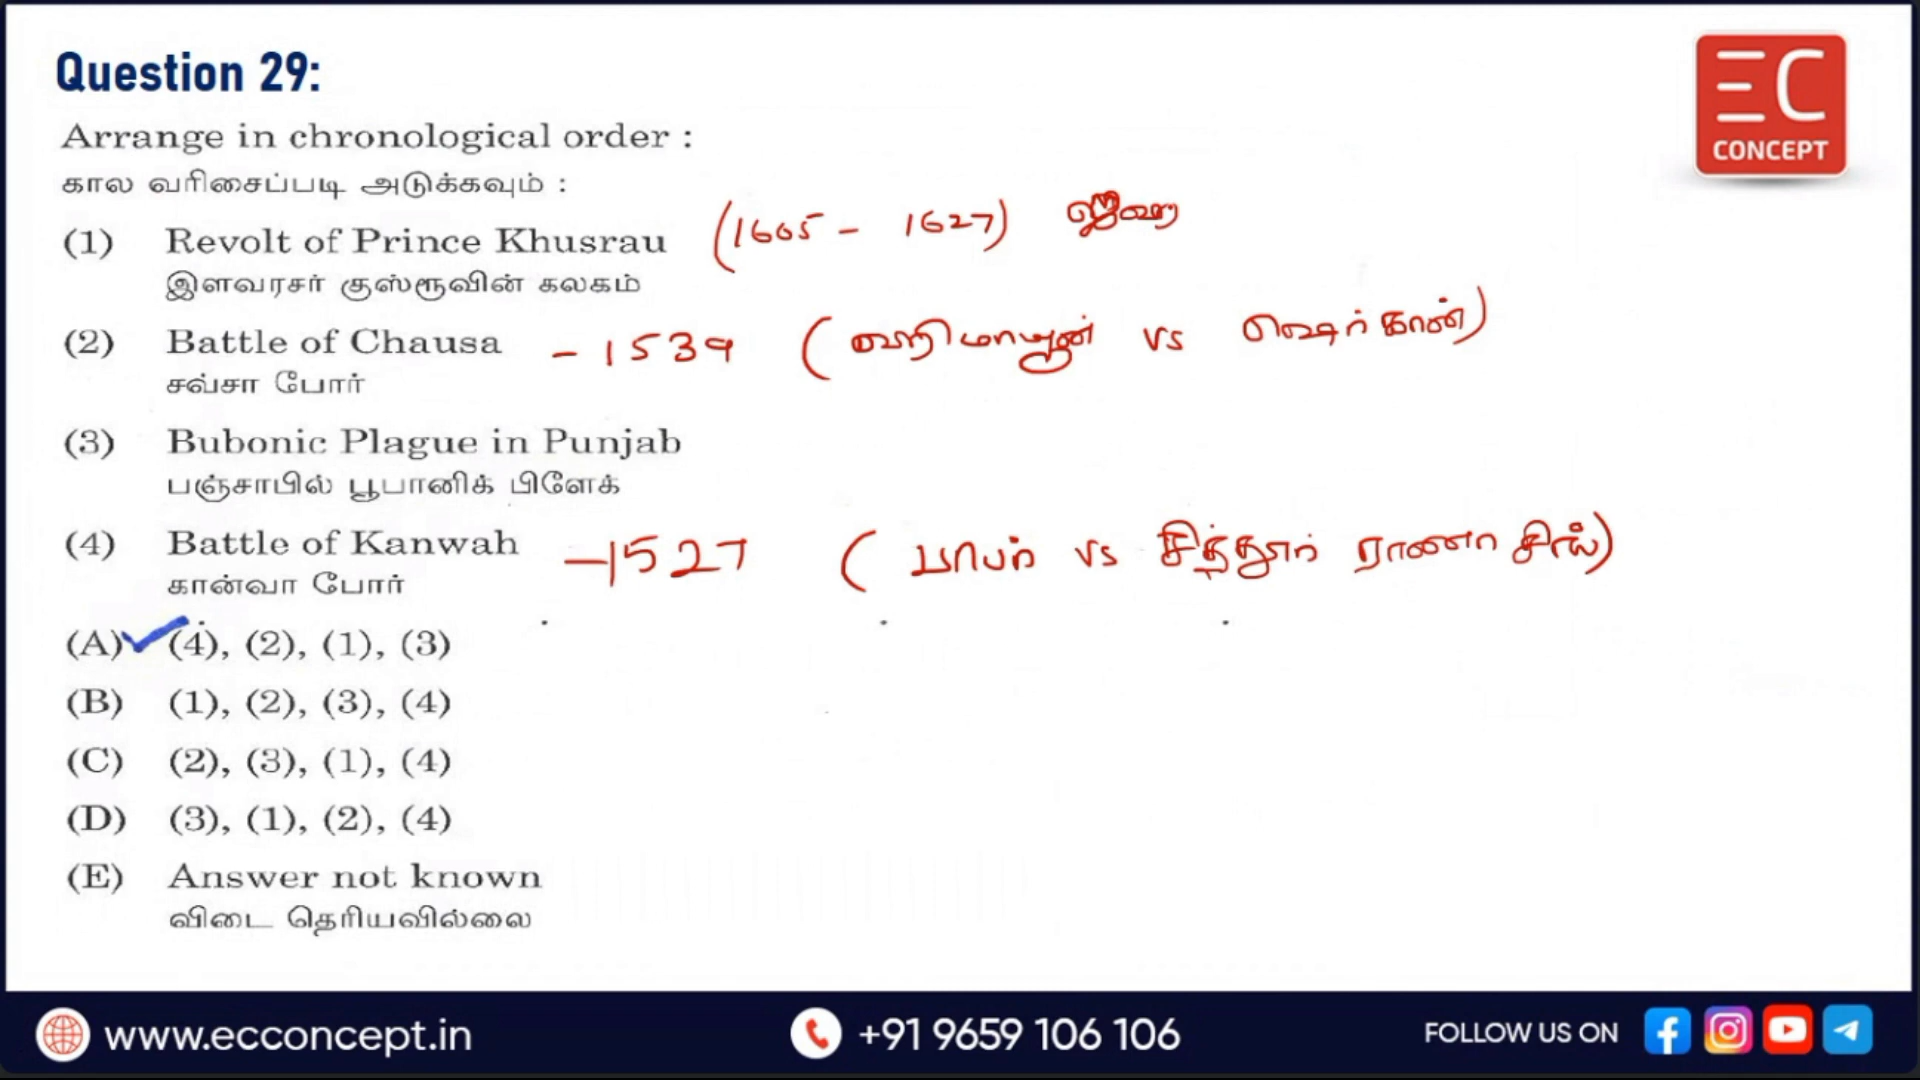 Question 29:
EC
CONCEPT
Arrange in chronological order :
கால வரிசைப்படி அடுக்கவும் :
(1) Revolt of Prince Khusrau (1605 - 1627)
இளவரசர் குஸ்ரூவின் கலகம்
(2) Battle of Chausa - 1539 (ஹிமாயூன் vs ஷெர்கான்)
சவ்சா போர்
(3) Bubonic Plague in Punjab
பஞ்சாபில் பூபானிக் பிளேக்
(4) Battle of Kanwah - 1527 (பாபர் vs சித்தூர் ராணா சிங்)
கான்வா போர்
(A) (4), (2), (1), (3)
(B) (1), (2), (3), (4)
(C) (2), (3), (1), (4)
(D) (3), (1), (2), (4)
(E) Answer not known
விடை தெரியவில்லை
www.ecconcept.in +91 9659 106 106 FOLLOW US ON